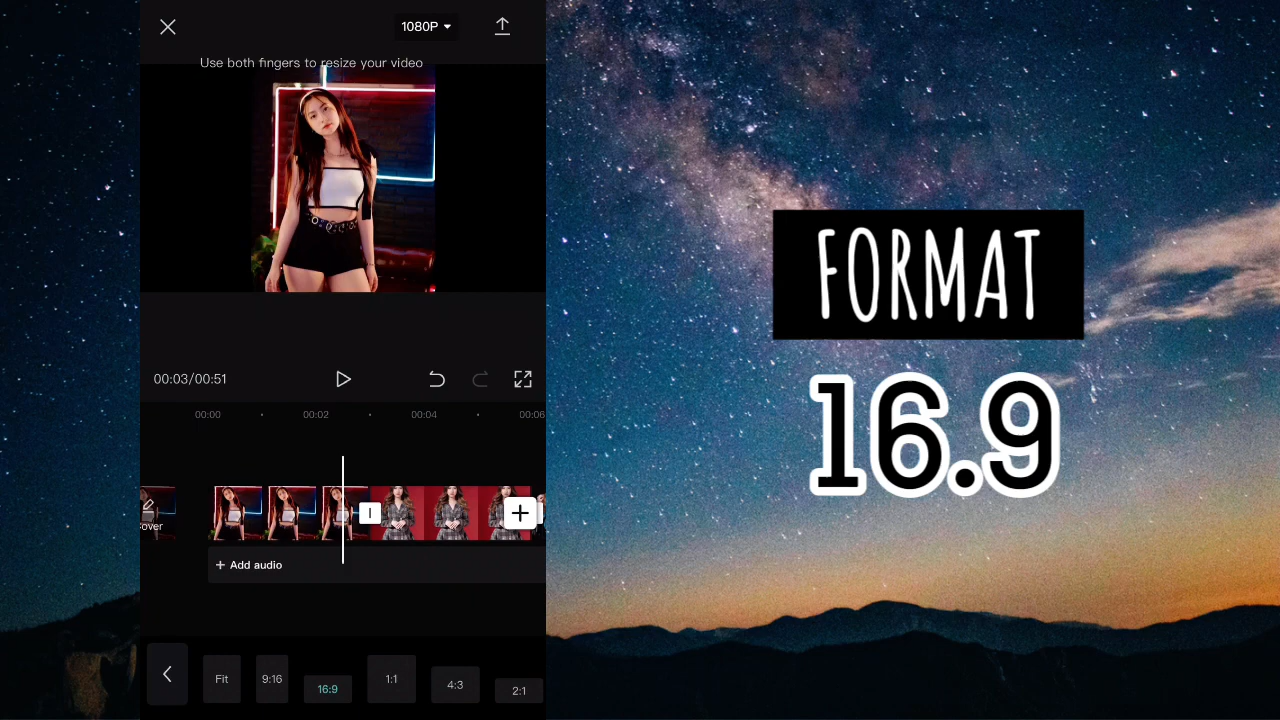 1080P
Use both fingers to resize your video
00:03/00:51
00:00
00:02
00:04
00:06
over
+ Add audio
Fit
9:16
16:9
1:1
4:3
2:1
FORMAT
16.9